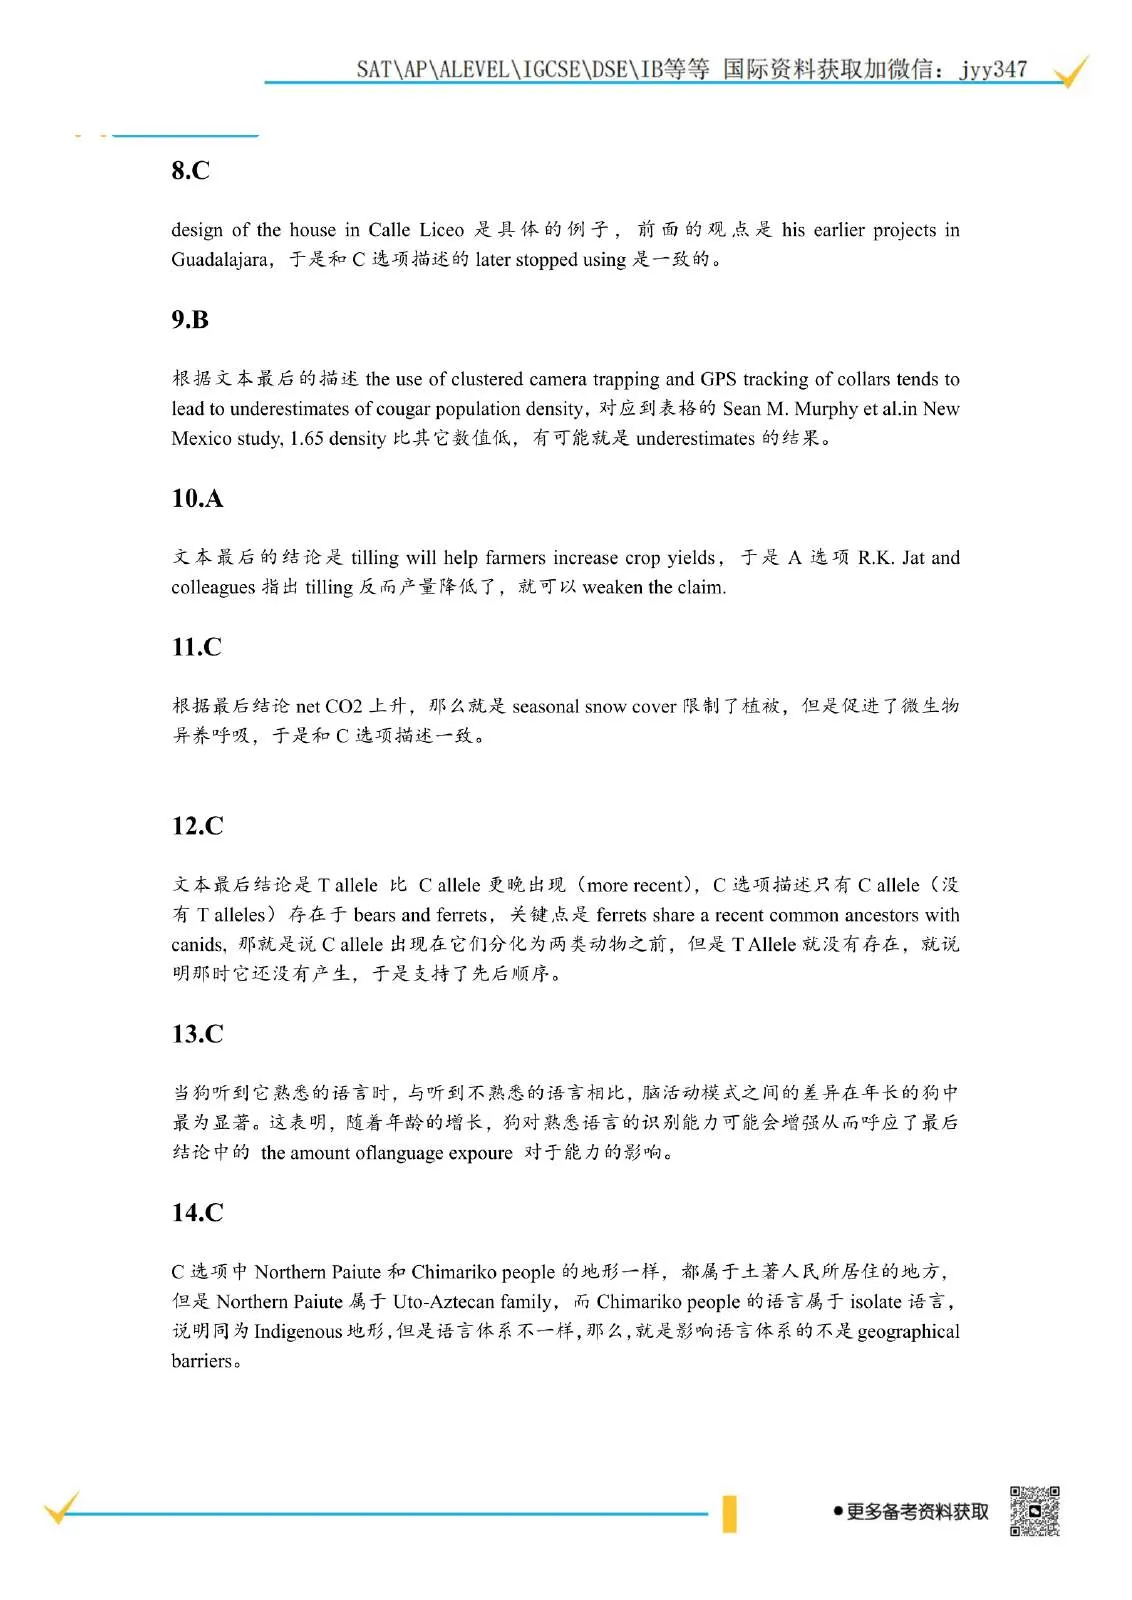 SAT\AP\ALEVEL\IGCSE\DSE\IB等等 国际资料获取加微信：jyy347
8.C
design of the house in Calle Liceo 是具体的例子，前面的观点是 his earlier projects in
Guadalajara，于是和 C 选项描述的 later stopped using 是一致的。
9.B
根据文本最后的描述 the use of clustered camera trapping and GPS tracking of collars tends to
lead to underestimates of cougar population density, 对应到表格的 Sean M. Murphy et al.in New
Mexico study, 1.65 density 比其它数值低，有可能就是 underestimates 的结果。
10.A
文本最后的结论是 tilling will help farmers increase crop yields，于是 A 选项 R.K. Jat and
colleagues 指出 tilling 反而产量降低了，就可以 weaken the claim.
11.C
根据最后结论 net CO2 上升，那么就是 seasonal snow cover 限制了植被，但是促进了微生物
异养呼吸，于是和 C 选项描述一致。
12.C
文本最后结论是 T allele 比 C allele 更晚出现（more recent），C 选项描述只有 C allele（没
有 T alleles）存在于 bears and ferrets，关键点是 ferrets share a recent common ancestors with
canids, 那就是说 C allele 出现在它们分化为两类动物之前，但是 T Allele 就没有存在，就说
明那时它还没有产生，于是支持了先后顺序。
13.C
当狗听到它熟悉的语言时，与听到不熟悉的语言相比，脑活动模式之间的差异在年长的狗中
最为显著。这表明，随着年龄的增长，狗对熟悉语言的识别能力可能会增强从而呼应了最后
结论中的 the amount oflanguage expoure 对于能力的影响。
14.C
C 选项中 Northern Paiute 和 Chimariko people 的地形一样，都属于土著人民所居住的地方，
但是 Northern Paiute 属于 Uto-Aztecan family，而 Chimariko people 的语言属于 isolate 语言，
说明同为 Indigenous 地形，但是语言体系不一样，那么，就是影响语言体系的不是 geographical
barriers。
●更多备考资料获取